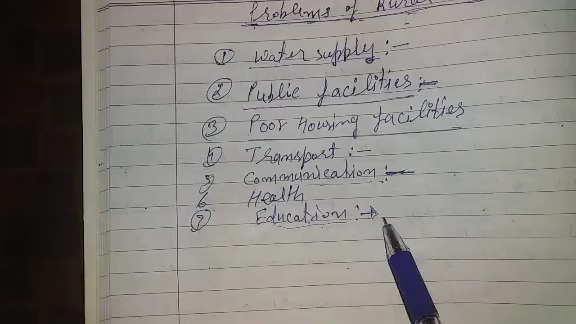 Problems of Rural
① Water supply :-
② Public facilities :-
③ Poor Housing facilities
4 Transport :-
5 Communication :-
6 Health
⑦ Education :→